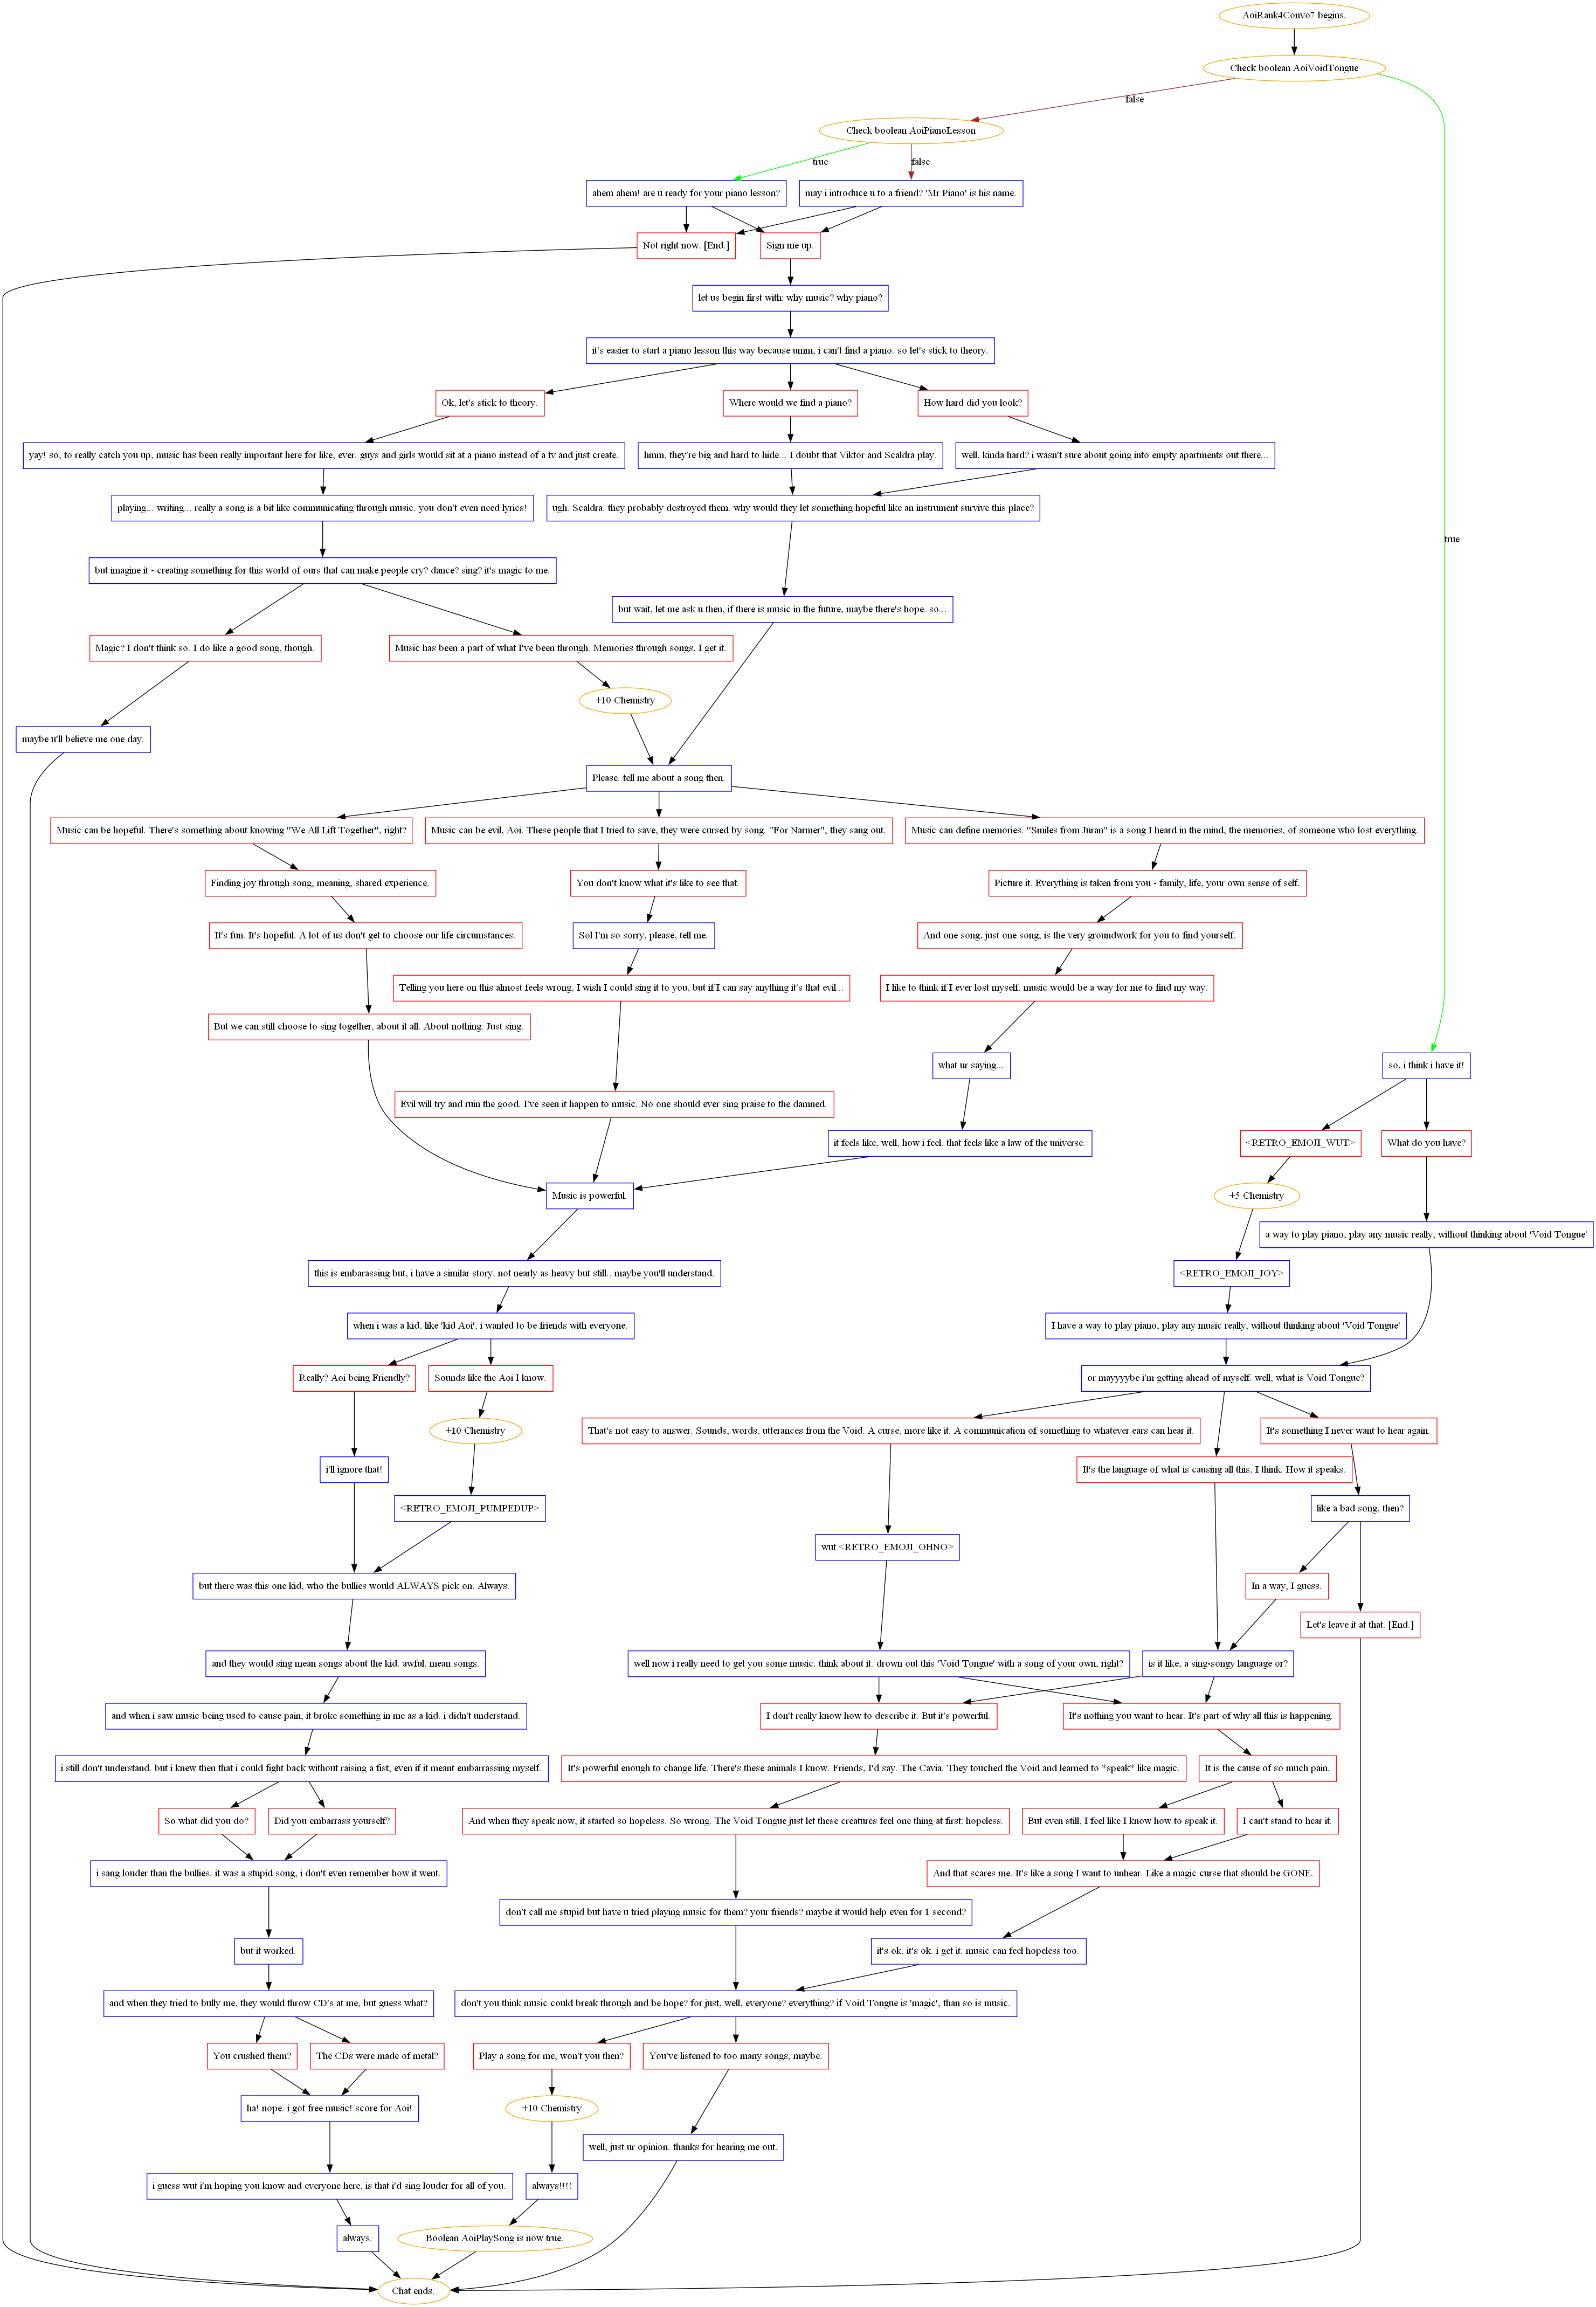 AoiRank4Convo7 begins.
Check boolean AoiVoidTongue
false
Check boolean AoiPianoLesson
true
false
ahem ahem! are u ready for your piano lesson?
may i introduce u to a friend? 'Mr Piano' is his name.
Not right now. [End.]
Sign me up.
let us begin first with: why music? why piano?
it's easier to start a piano lesson this way because umm, i can't find a piano. so let's stick to theory.
Ok, let's stick to theory.
Where would we find a piano?
How hard did you look?
yay! so, to really catch you up, music has been really important here for like, ever. guys and girls would sit at a piano instead of a tv and just create.
hmm, they're big and hard to hide... I doubt that Viktor and Scaldra play.
well, kinda hard? i wasn't sure about going into empty apartments out there...
playing... writing... really a song is a bit like communicating through music. you don't even need lyrics!
ugh. Scaldra. they probably destroyed them. why would they let something hopeful like an instrument survive this place?
true
but imagine it - creating something for this world of ours that can make people cry? dance? sing? it's magic to me.
but wait, let me ask u then, if there is music in the future, maybe there's hope. so...
Magic? I don't think so. I do like a good song, though.
Music has been a part of what I've been through. Memories through songs, I get it.
+10 Chemistry
maybe u'll believe me one day.
Please. tell me about a song then.
Music can be hopeful. There's something about knowing "We All Lift Together", right?
Music can be evil, Aoi. These people that I tried to save, they were cursed by song. "For Narmer", they sang out.
Music can define memories. "Smiles from Juran" is a song I heard in the mind, the memories, of someone who lost everything.
Finding joy through song, meaning, shared experience.
You don't know what it's like to see that.
Picture it. Everything is taken from you - family, life, your own sense of self.
It's fun. It's hopeful. A lot of us don't get to choose our life circumstances.
Sol I'm so sorry, please, tell me.
And one song, just one song, is the very groundwork for you to find yourself.
Telling you here on this almost feels wrong, I wish I could sing it to you, but if I can say anything it's that evil...
I like to think if I ever lost myself, music would be a way for me to find my way.
But we can still choose to sing together, about it all. About nothing. Just sing.
what ur saying...
so, i think i have it!
Evil will try and ruin the good. I've seen it happen to music. No one should ever sing praise to the damned.
it feels like, well, how i feel. that feels like a law of the universe.
<RETRO_EMOJI_WUT>
What do you have?
Music is powerful.
+5 Chemistry
a way to play piano, play any music really, without thinking about 'Void Tongue'
this is embarassing but, i have a similar story. not nearly as heavy but still.. maybe you'll understand.
<RETRO_EMOJI_JOY>
when i was a kid, like 'kid Aoi', i wanted to be friends with everyone.
I have a way to play piano, play any music really, without thinking about 'Void Tongue'
Really? Aoi being Friendly?
Sounds like the Aoi I know.
or mayyyybe i'm getting ahead of myself. well, what is Void Tongue?
+10 Chemistry
That's not easy to answer. Sounds, words, utterances from the Void. A curse, more like it. A communication of something to whatever ears can hear it.
It's something I never want to hear again.
i'll ignore that!
It's the language of what is causing all this, I think. How it speaks.
<RETRO_EMOJI_PUMPEDUP>
like a bad song, then?
wut <RETRO_EMOJI_OHNO>
but there was this one kid, who the bullies would ALWAYS pick on. Always.
In a way, I guess.
Let's leave it at that. [End.]
and they would sing mean songs about the kid. awful, mean songs.
well now i really need to get you some music. think about it. drown out this 'Void Tongue' with a song of your own, right?
is it like, a sing-songy language or?
and when i saw music being used to cause pain, it broke something in me as a kid. i didn't understand.
I don't really know how to describe it. But it's powerful.
It's nothing you want to hear. It's part of why all this is happening.
i still don't understand. but i knew then that i could fight back without raising a fist, even if it meant embarrassing myself.
It's powerful enough to change life. There's these animals I know. Friends, I'd say. The Cavia. They touched the Void and learned to *speak* like magic.
It is the cause of so much pain.
So what did you do?
Did you embarrass yourself?
And when they speak now, it started so hopeless. So wrong. The Void Tongue just let these creatures feel one thing at first: hopeless.
But even still, I feel like I know how to speak it.
I can't stand to hear it.
i sang louder than the bullies. it was a stupid song, i don't even remember how it went.
And that scares me. It's like a song I want to unhear. Like a magic curse that should be GONE.
don't call me stupid but have u tried playing music for them? your friends? maybe it would help even for 1 second?
but it worked.
it's ok, it's ok. i get it. music can feel hopeless too.
and when they tried to bully me, they would throw CD's at me, but guess what?
don't you think music could break through and be hope? for just, well, everyone? everything? if Void Tongue is 'magic', than so is music.
You crushed them?
The CDs were made of metal?
Play a song for me, won't you then?
You've listened to too many songs, maybe.
ha! nope. i got free music! score for Aoi!
+10 Chemistry
well, just ur opinion. thanks for hearing me out.
i guess wut i'm hoping you know and everyone here, is that i'd sing louder for all of you.
always!!!!
always.
Boolean AoiPlaySong is now true.
Chat ends.